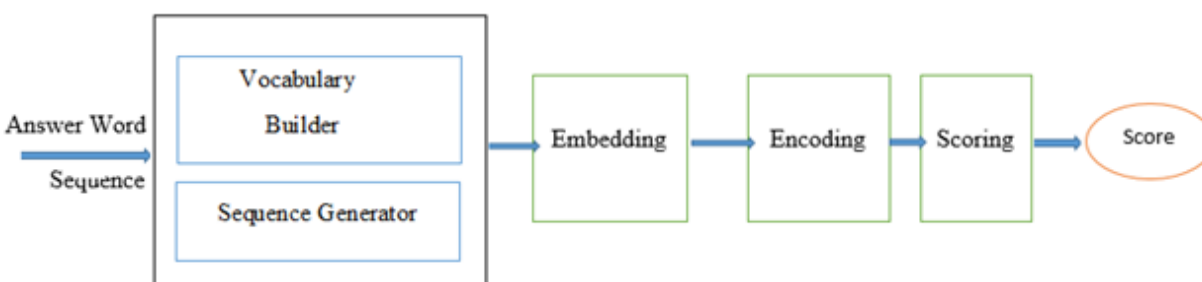 Answer Word
Sequence
Vocabulary
Builder
Sequence Generator
Embedding
Encoding
Scoring
Score